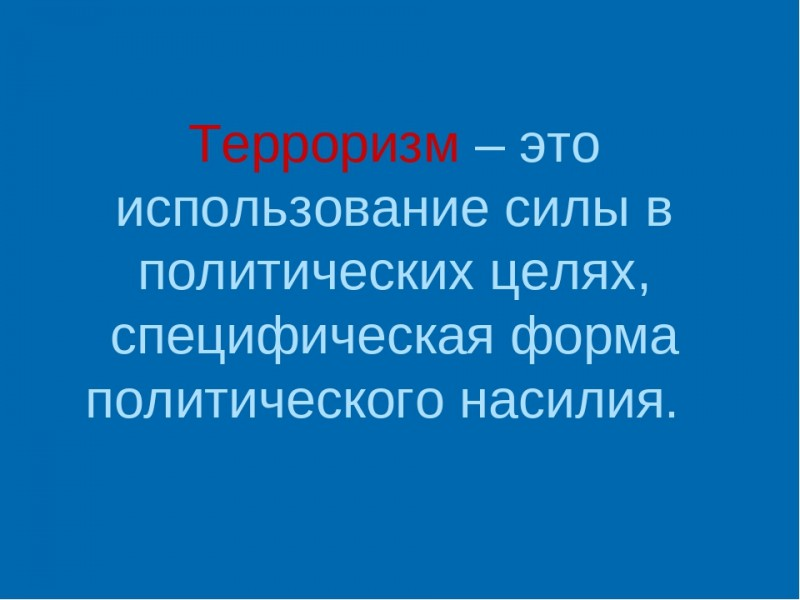 Терроризм – это
использование силы в
политических целях,
специфическая форма
политического насилия.